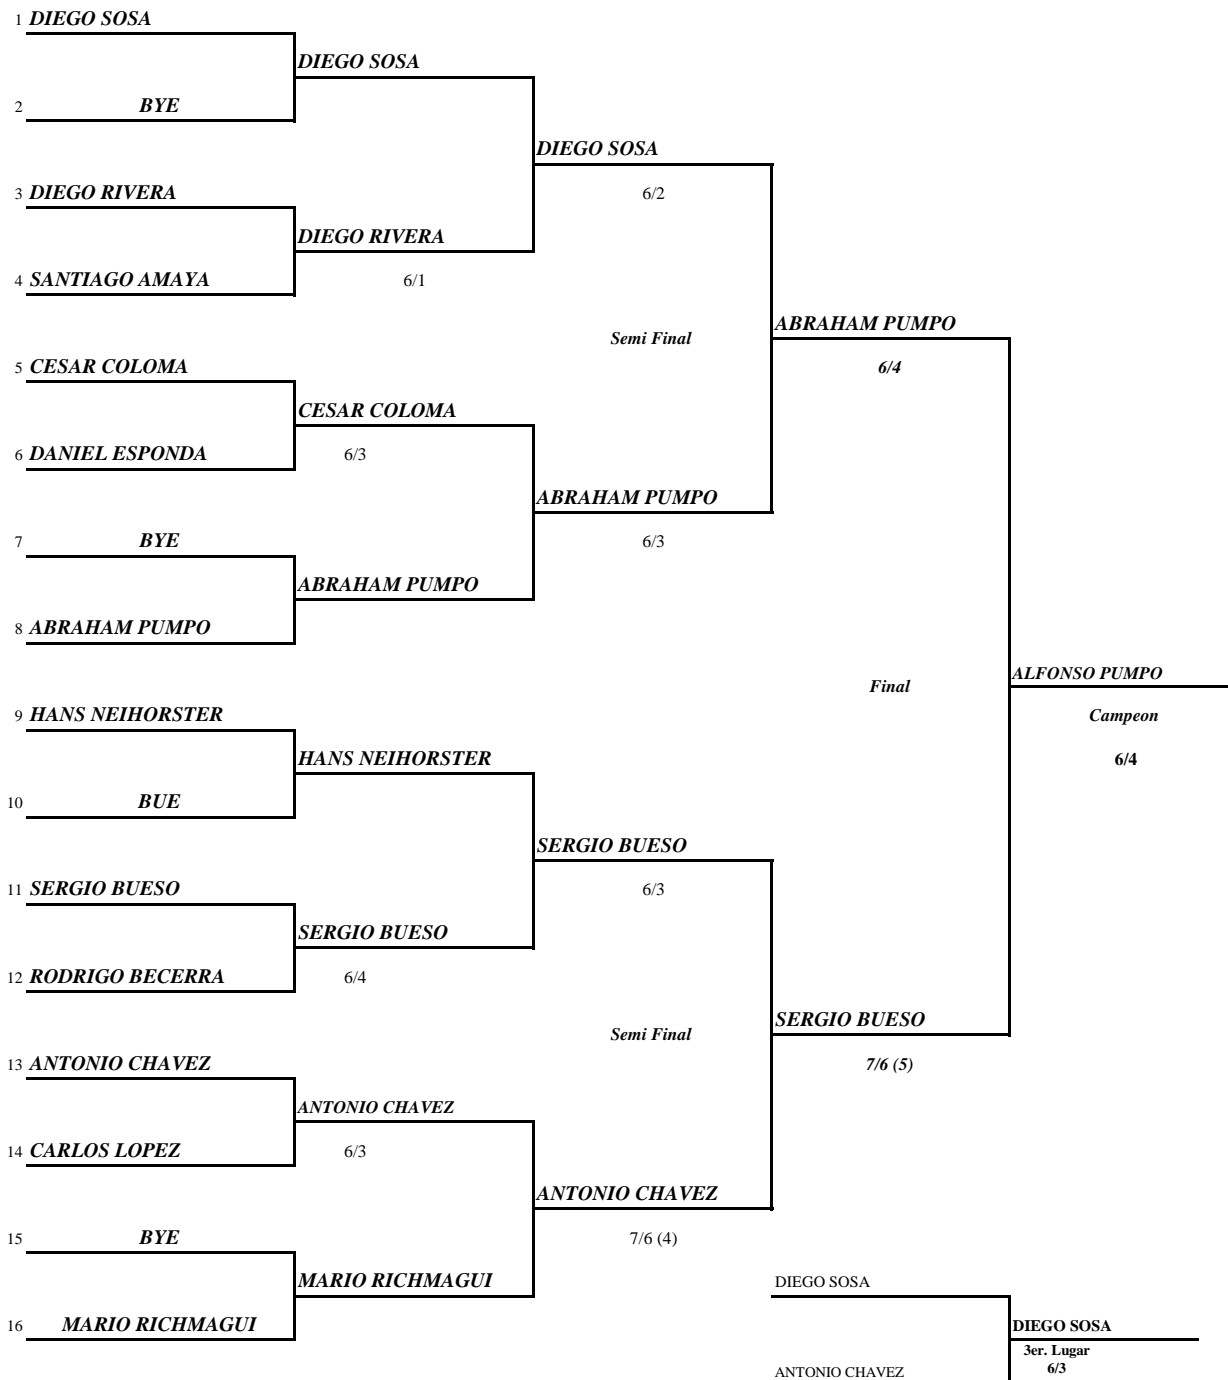 1 DIEGO SOSA
DIEGO SOSA
2 BYE
DIEGO SOSA
3 DIEGO RIVERA
6/2
DIEGO RIVERA
4 SANTIAGO AMAYA
6/1
ABRAHAM PUMPO
Semi Final
5 CESAR COLOMA
6/4
CESAR COLOMA
6 DANIEL ESPONDA
6/3
ABRAHAM PUMPO
7 BYE
6/3
ABRAHAM PUMPO
8 ABRAHAM PUMPO
ALFONSO PUMPO
Final
9 HANS NEIHORSTER
Campeon
HANS NEIHORSTER
6/4
10 BUE
SERGIO BUESO
11 SERGIO BUESO
6/3
SERGIO BUESO
12 RODRIGO BECERRA
6/4
SERGIO BUESO
Semi Final
13 ANTONIO CHAVEZ
7/6 (5)
ANTONIO CHAVEZ
14 CARLOS LOPEZ
6/3
ANTONIO CHAVEZ
15 BYE
7/6 (4)
MARIO RICHMAGUI
DIEGO SOSA
16 MARIO RICHMAGUI
DIEGO SOSA
3er. Lugar
6/3
ANTONIO CHAVEZ